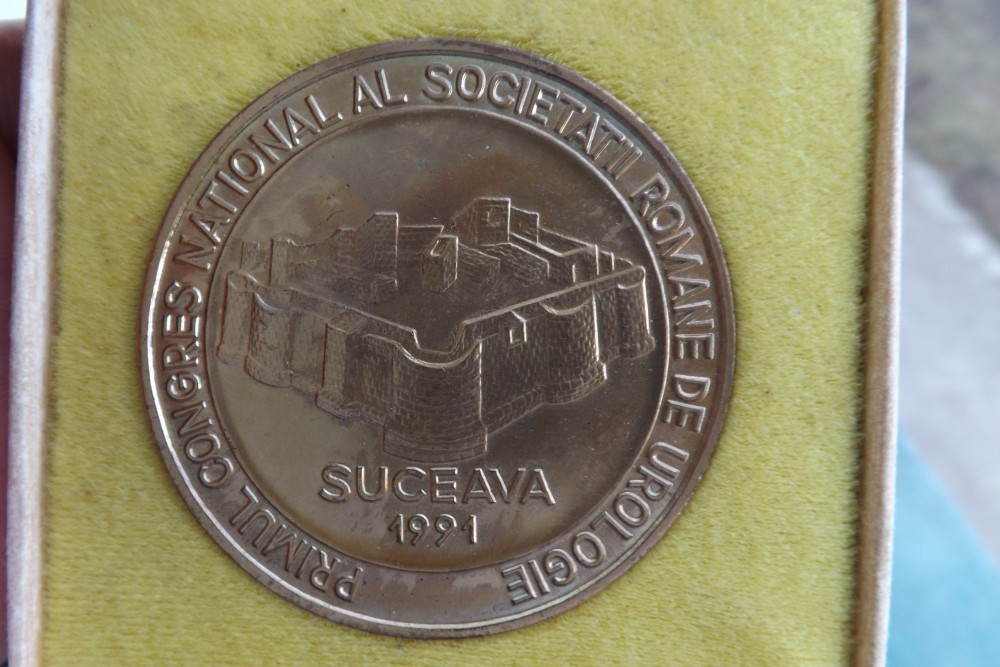 PRIMUL CONGRES NATIONAL AL SOCIETATII ROMANE DE UROLOGIE
SUCEAVA
1991